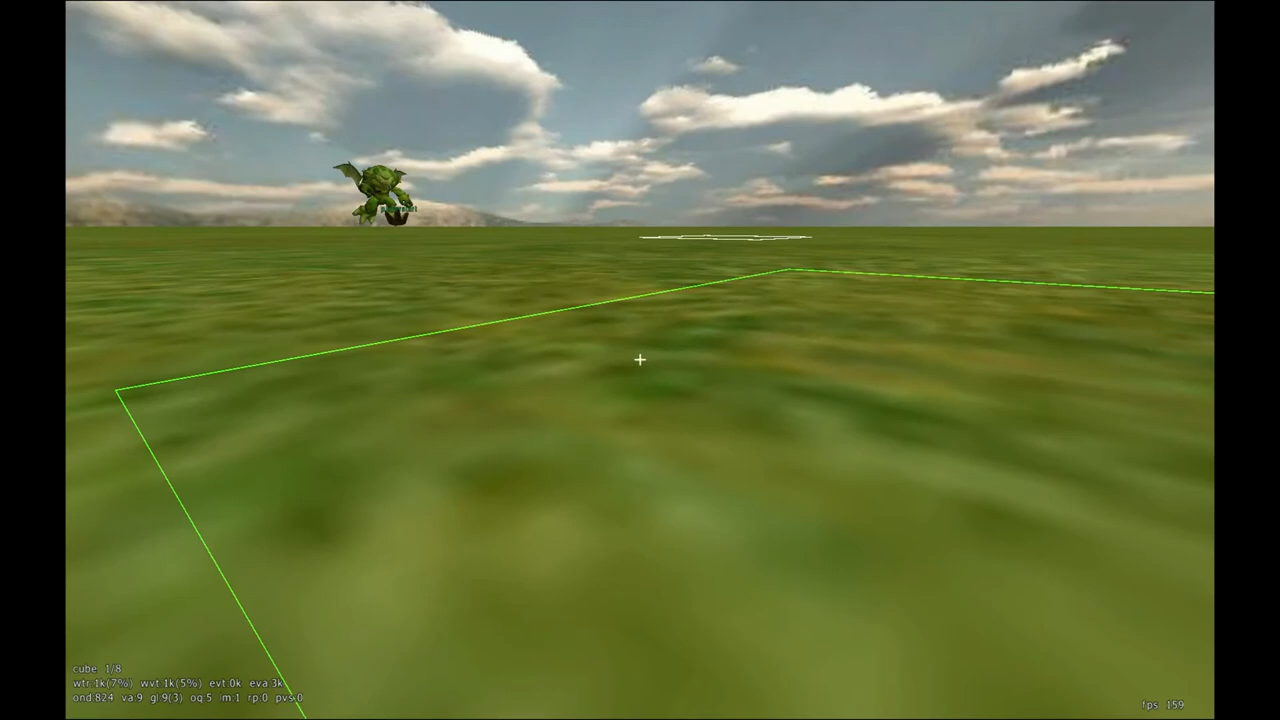 cube 1/8
wtr:1k(7%) wvt:1k(5%) evt:0k eva:3k
ond:824 va:9 gl:9(3) oq:5 lm:1 rp:0 pvs:0
fps 159